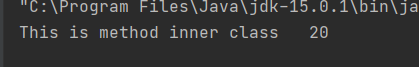 "C:\Program Files\Java\jdk-15.0.1\bin\ja
This is method inner class   20